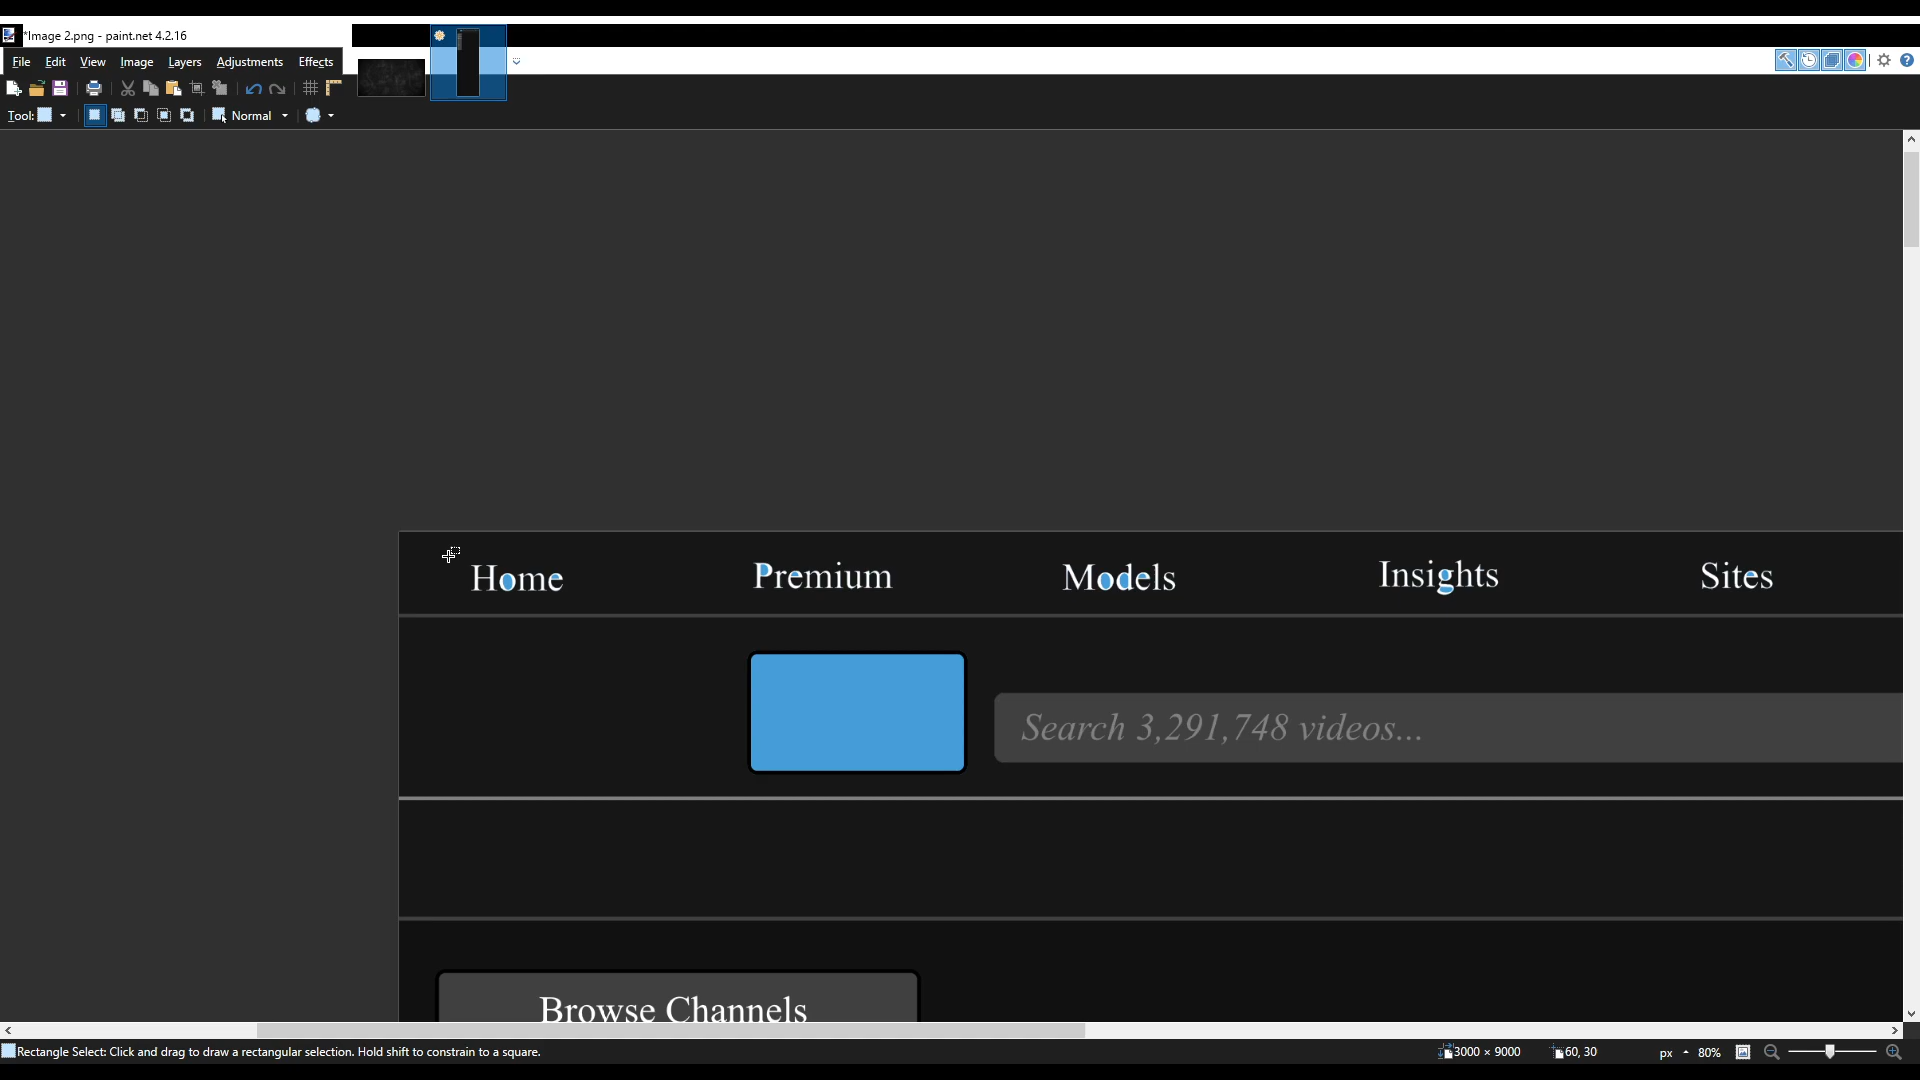 *Image 2.png - paint.net 4.2.16
File Edit View Image Layers Adjustments Effects
Tool: Normal
Home Premium Models Insights Sites
Search 3,291,748 videos...
Browse Channels
Rectangle Select: Click and drag to draw a rectangular selection. Hold shift to constrain to a square. 3000 × 9000 60, 30 px 80%